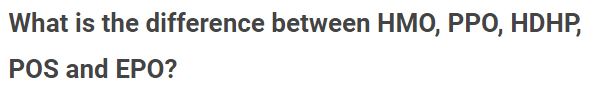 What is the difference between HMO, PPO, HDHP,
POS and EPO?